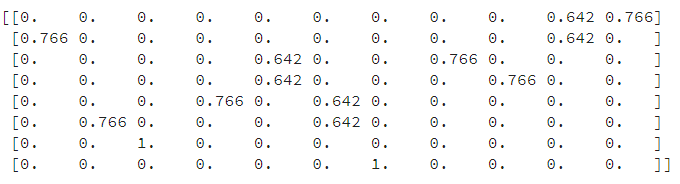 [[0.    0.    0.    0.    0.    0.    0.    0.    0.    0.642 0.766]
 [0.766 0.    0.    0.    0.    0.    0.    0.    0.    0.642 0.   ]
 [0.    0.    0.    0.    0.642 0.    0.    0.766 0.    0.    0.   ]
 [0.    0.    0.    0.    0.642 0.    0.    0.    0.766 0.    0.   ]
 [0.    0.    0.    0.766 0.    0.642 0.    0.    0.    0.    0.   ]
 [0.    0.766 0.    0.    0.    0.642 0.    0.    0.    0.    0.   ]
 [0.    0.    1.    0.    0.    0.    0.    0.    0.    0.    0.   ]
 [0.    0.    0.    0.    0.    0.    1.    0.    0.    0.    0.   ]]